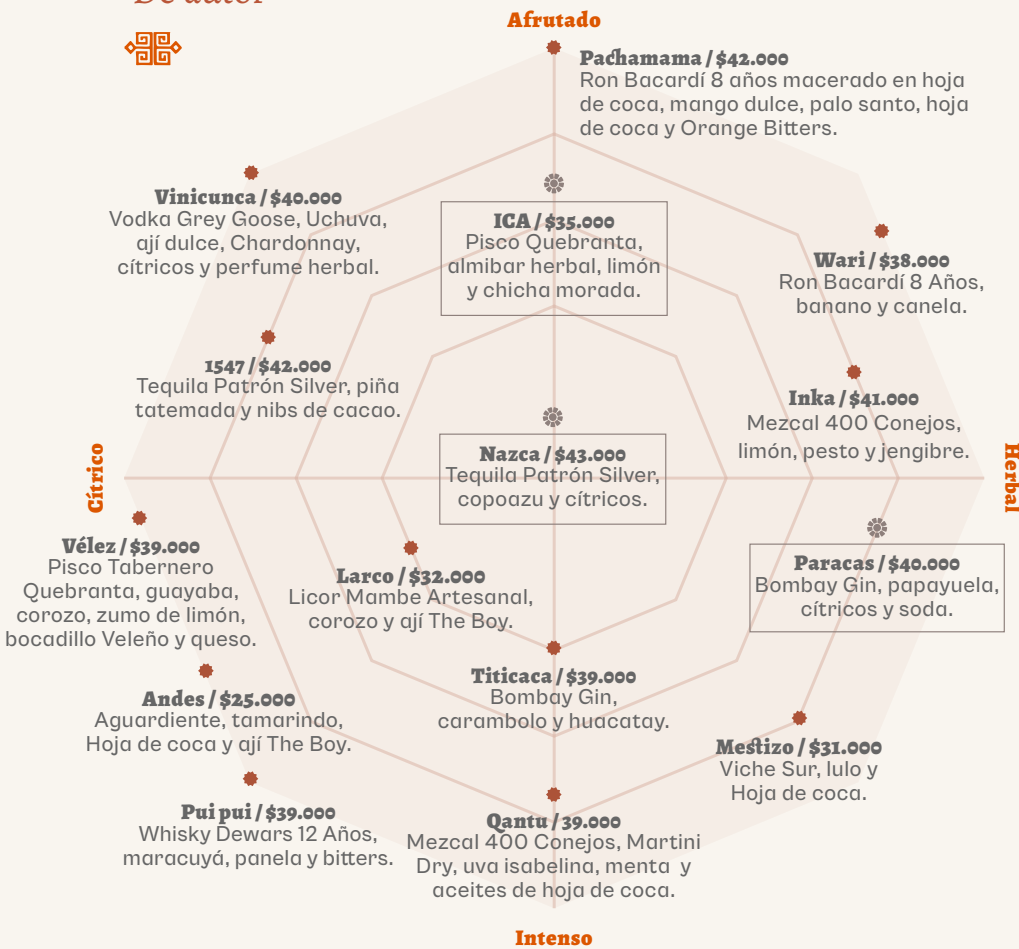 De autor
Afrutado
Pachamama / $42.000
Ron Bacardí 8 años macerado en hoja
de coca, mango dulce, palo santo, hoja
de coca y Orange Bitters.
Vinicunca / $40.000
Vodka Grey Goose, Uchuva,
ají dulce, Chardonnay,
cítricos y perfume herbal.
ICA / $35.000
Pisco Quebranta,
almibar herbal, limón
y chicha morada.
Wari / $38.000
Ron Bacardí 8 Años,
banano y canela.
1547 / $42.000
Tequila Patrón Silver, piña
tatemada y nibs de cacao.
Inka / $41.000
Mezcal 400 Conejos,
limón, pesto y jengibre.
Cítrico
Nazca / $43.000
Tequila Patrón Silver,
copoazu y cítricos.
Herbal
Vélez / $39.000
Pisco Tabernero
Quebranta, guayaba,
corozo, zumo de limón,
bocadillo Veleño y queso.
Larco / $32.000
Licor Mambe Artesanal,
corozo y ají The Boy.
Paracas / $40.000
Bombay Gin, papayuela,
cítricos y soda.
Andes / $25.000
Aguardiente, tamarindo,
Hoja de coca y ají The Boy.
Titicaca / $39.000
Bombay Gin,
carambolo y huacatay.
Mestizo / $31.000
Viche Sur, lulo y
Hoja de coca.
Pui pui / $39.000
Whisky Dewars 12 Años,
maracuyá, panela y bitters.
Qantu / 39.000
Mezcal 400 Conejos, Martini
Dry, uva isabelina, menta y
aceites de hoja de coca.
Intenso